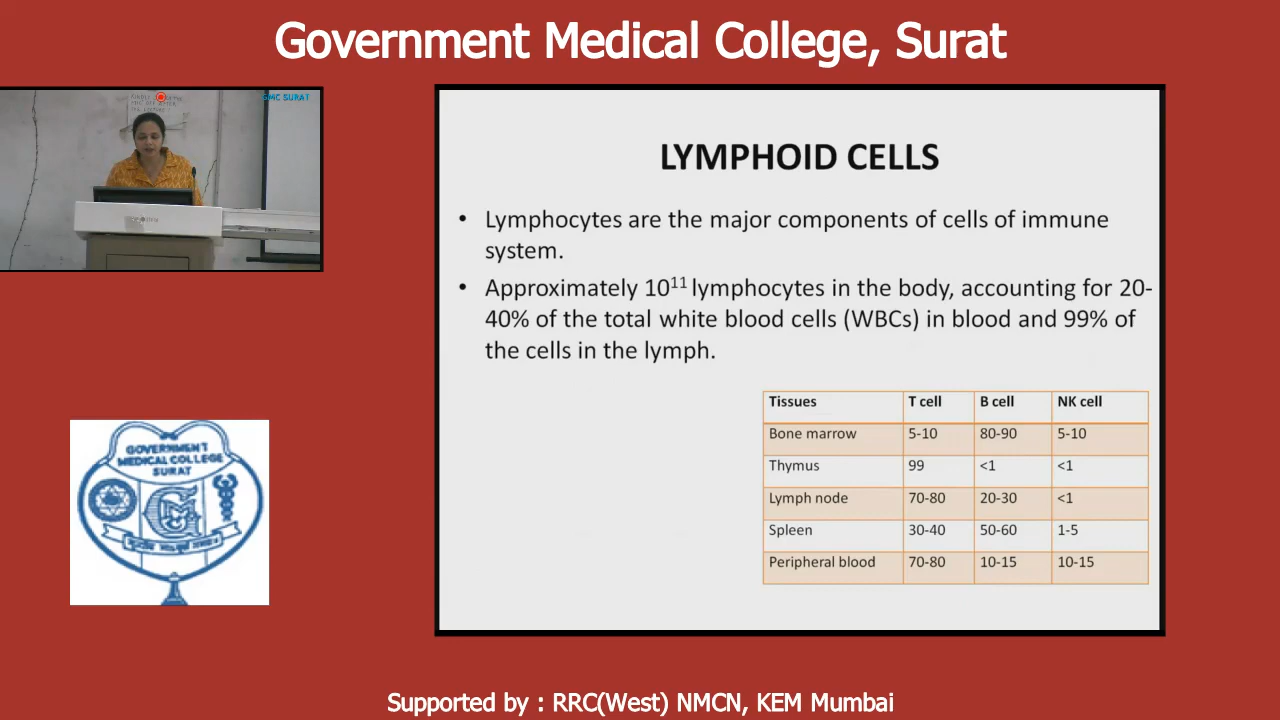 Government Medical College, Surat
GMC SURAT
LYMPHOID CELLS
• Lymphocytes are the major components of cells of immune
system.
• Approximately 10¹¹ lymphocytes in the body, accounting for 20-
40% of the total white blood cells (WBCs) in blood and 99% of
the cells in the lymph.
Tissues T cell B cell NK cell
Bone marrow 5-10 80-90 5-10
Thymus 99 <1 <1
Lymph node 70-80 20-30 <1
Spleen 30-40 50-60 1-5
Peripheral blood 70-80 10-15 10-15
GOVERNMENT
MEDICAL COLLEGE
SURAT
Supported by : RRC(West) NMCN, KEM Mumbai